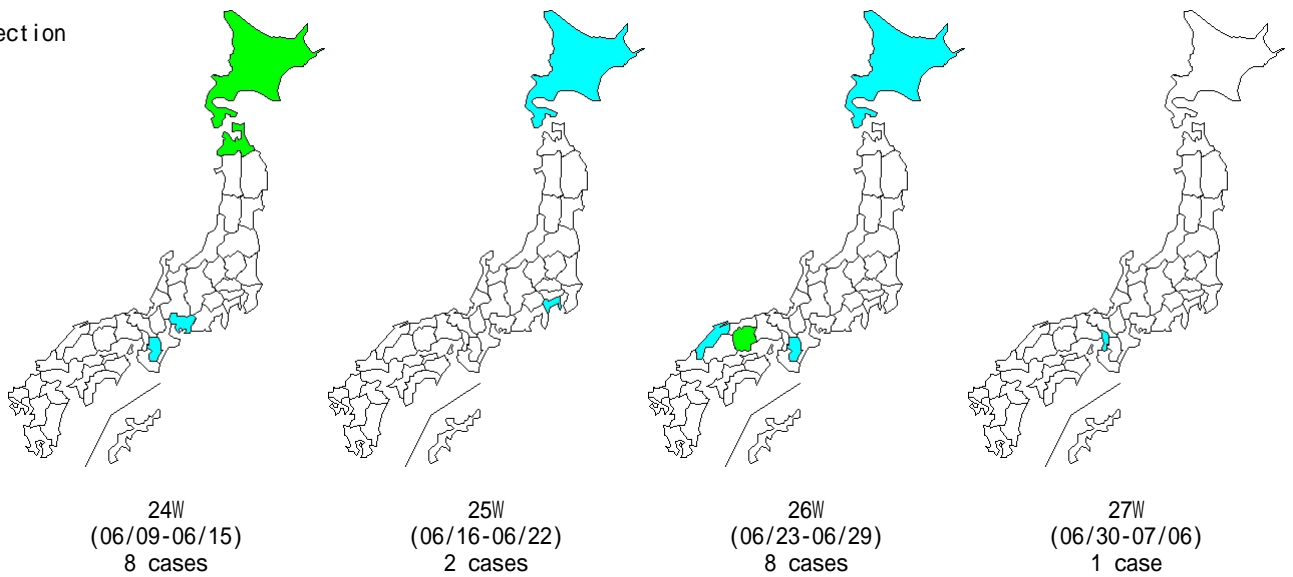 ection
24W
(06/09-06/15)
8 cases
25W
(06/16-06/22)
2 cases
26W
(06/23-06/29)
8 cases
27W
(06/30-07/06)
1 case